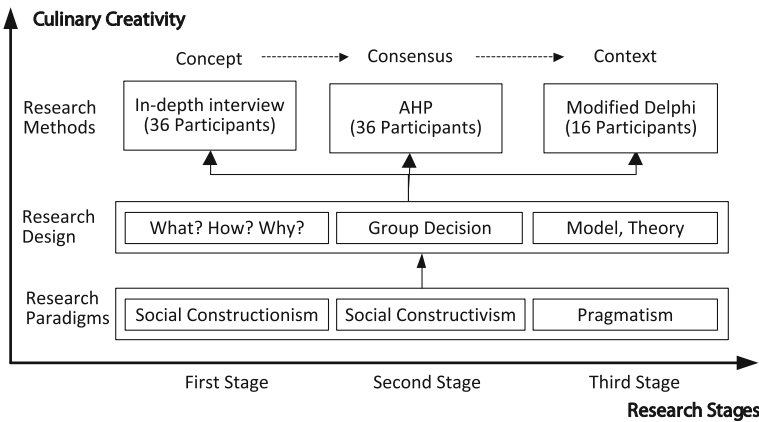 Culinary Creativity
Concept
Consensus
Context
Research
Methods
In-depth interview
(36 Participants)
AHP
(36 Participants)
Modified Delphi
(16 Participants)
Research
Design
What? How? Why?
Group Decision
Model, Theory
Research
Paradigms
Social Constructionism
Social Constructivism
Pragmatism
First Stage
Second Stage
Third Stage
Research Stages